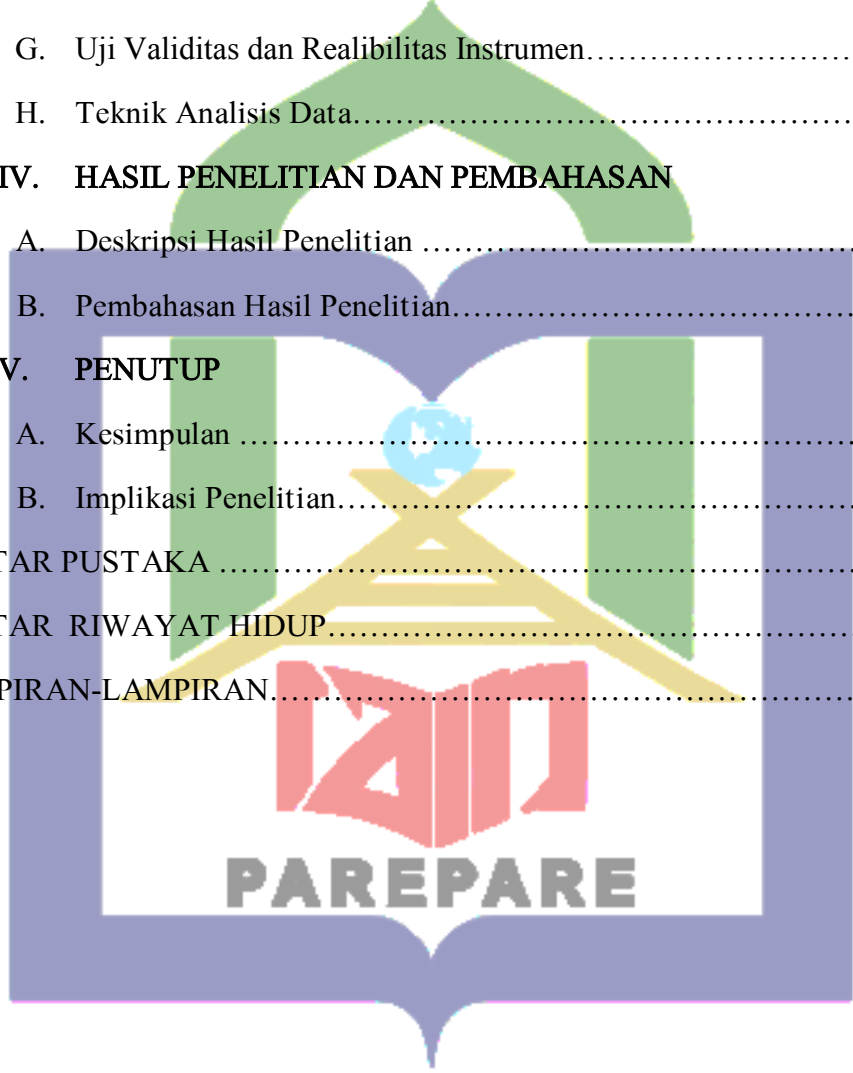 G. Uji Validitas dan Realibilitas Instrumen……………………
H. Teknik Analisis Data……………………………………………
IV. HASIL PENELITIAN DAN PEMBAHASAN
A. Deskripsi Hasil Penelitian ………………………………………
B. Pembahasan Hasil Penelitian……………………………………
V. PENUTUP
A. Kesimpulan ………………………………………………………
B. Implikasi Penelitian………………………………………………
TAR PUSTAKA ……………………………………………………………
TAR RIWAYAT HIDUP…………………………………………………
PIRAN-LAMPIRAN………………………………………………………
iain
PAREPARE